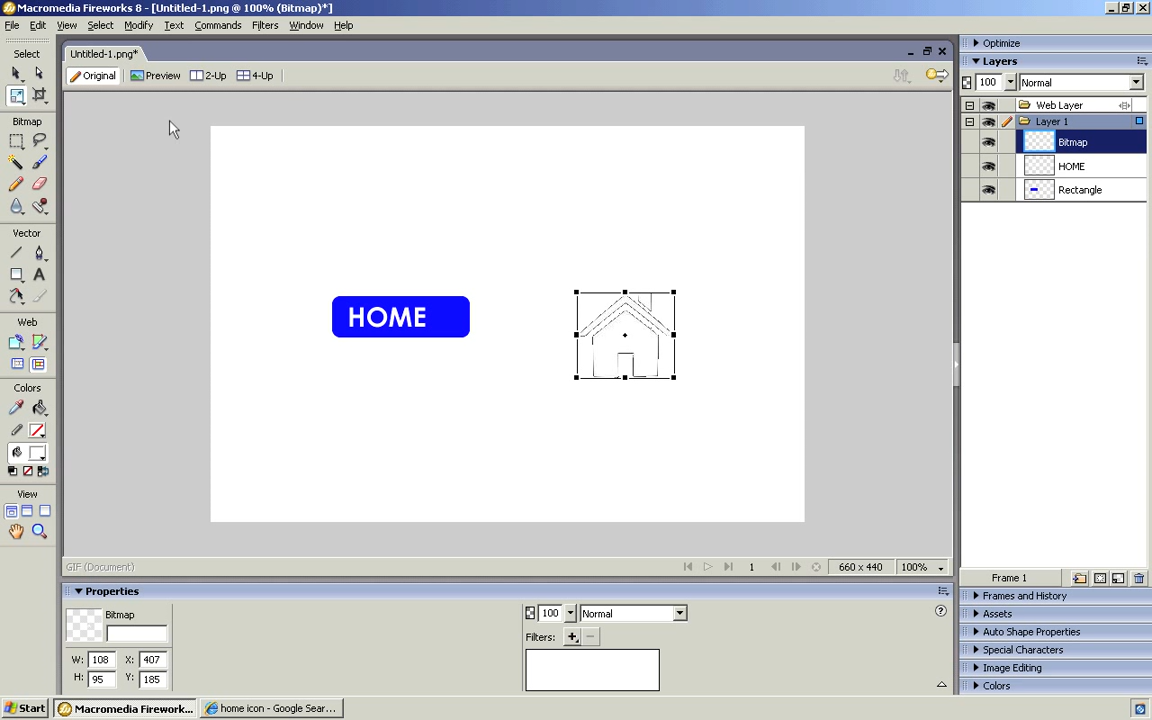 Macromedia Fireworks 8 - [Untitled-1.png @ 100% (Bitmap)*]
File Edit View Select Modify Text Commands Filters Window Help
Select
Untitled-1.png*
Original Preview 2-Up 4-Up
Bitmap
Vector
Web
Colors
View
HOME
GIF (Document)
1
660 x 440
100%
Optimize
Layers
100 Normal
Web Layer
Layer 1
Bitmap
HOME
Rectangle
Frame 1
Frames and History
Assets
Auto Shape Properties
Special Characters
Image Editing
Colors
Properties
Bitmap
W: 108 X: 407
H: 95 Y: 185
100 Normal
Filters:
Start
Macromedia Firework...
home icon - Google Sear...